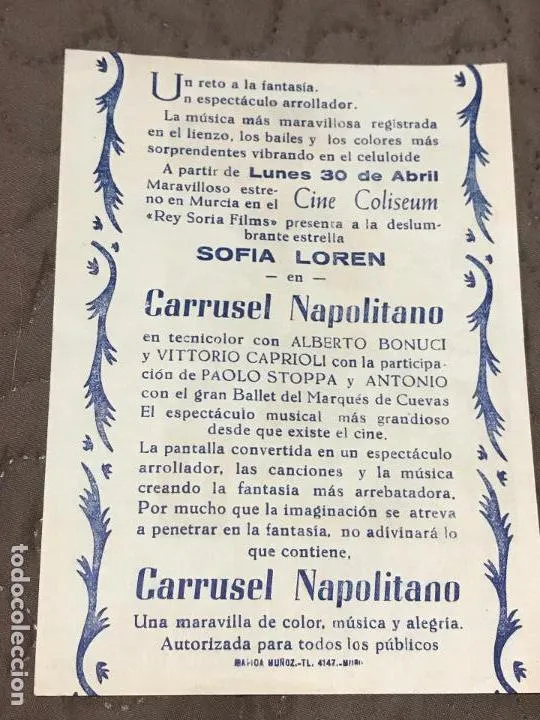 Un reto a la fantasía.
Un espectáculo arrollador.
La música más maravillosa registrada
en el lienzo, los bailes y los colores más
sorprendentes vibrando en el celuloide
A partir de Lunes 30 de Abril
Maravilloso estre-
no en Murcia en el Cine Coliseum
«Rey Soria Films» presenta a la deslum-
brante estrella
SOFIA LOREN
— en —
Carrusel Napolitano
en tecnicolor con ALBERTO BONUCI
y VITTORIO CAPRIOLI con la participa-
ción de PAOLO STOPPA y ANTONIO
con el gran Ballet del Marqués de Cuevas
El espectáculo musical más grandioso
desde que existe el cine.
La pantalla convertida en un espectáculo
arrollador, las canciones y la música
creando la fantasia más arrebatadora.
Por mucho que la imaginación se atreva
a penetrar en la fantasía, no adivinará lo
que contiene,
Carrusel Napolitano
Una maravilla de color, música y alegría.
Autorizada para todos los públicos
MUÑOZ.-TL. 4147.-
todocoleccion.net